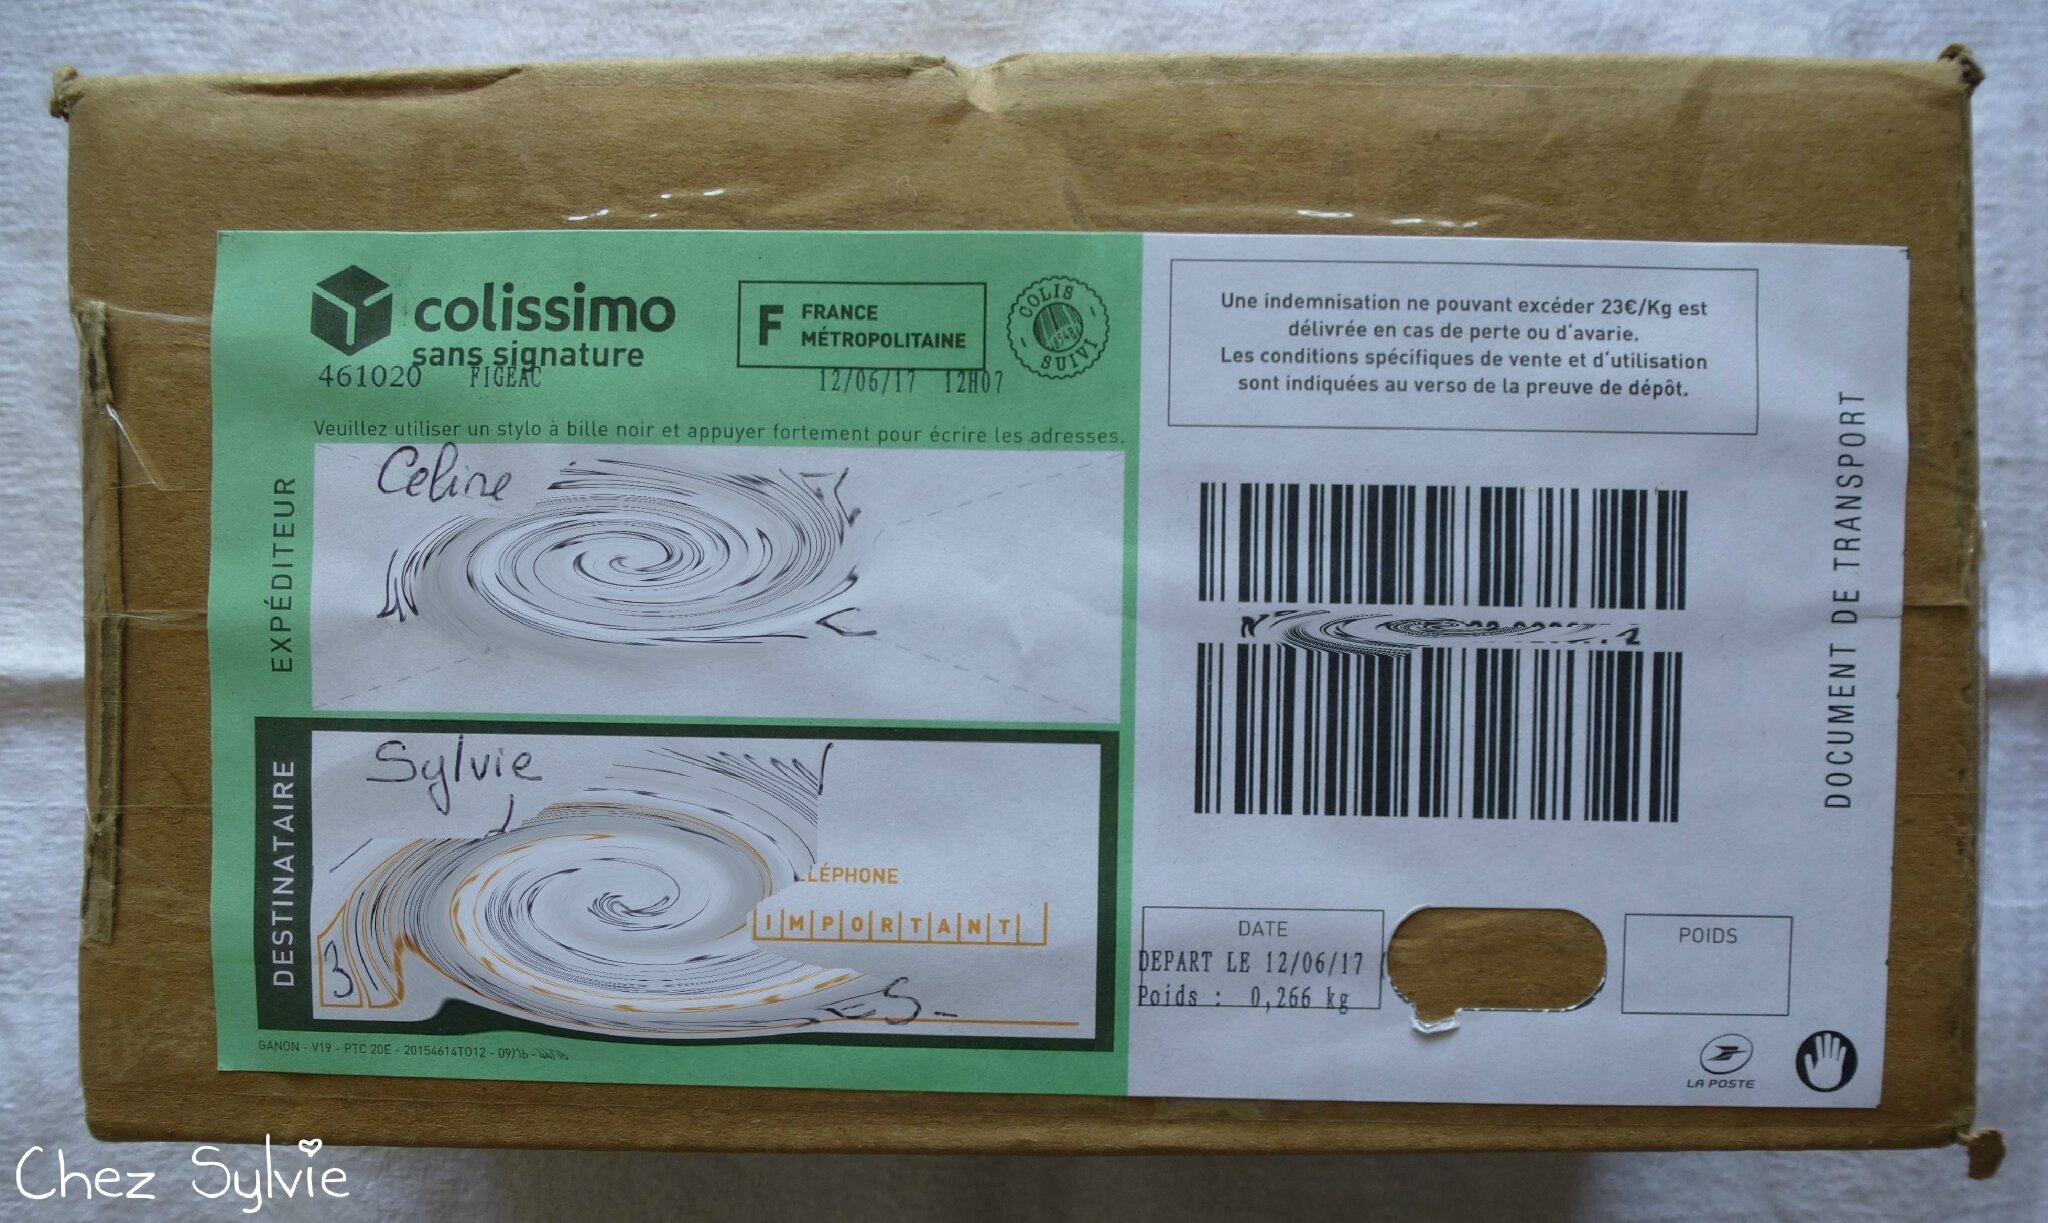 colissimo
sans signature
F FRANCE
MÉTROPOLITAINE
COLIS
SUIVI
461020 FIGEAC 12/06/17 12H07
Veuillez utiliser un stylo à bille noir et appuyer fortement pour écrire les adresses.
EXPÉDITEUR
Celine
DESTINATAIRE
Sylvie
LÉPHONE
IMPORTANT
3
ES-
GANON - V19 - PTC 20E - 20154614TO12 - 09/16 -
Une indemnisation ne pouvant excéder 23€/Kg est
délivrée en cas de perte ou d'avarie.
Les conditions spécifiques de vente et d'utilisation
sont indiquées au verso de la preuve de dépôt.
DOCUMENT DE TRANSPORT
DATE
DEPART LE 12/06/17
Poids : 0,266 kg
POIDS
LA POSTE
Chez Sylvie